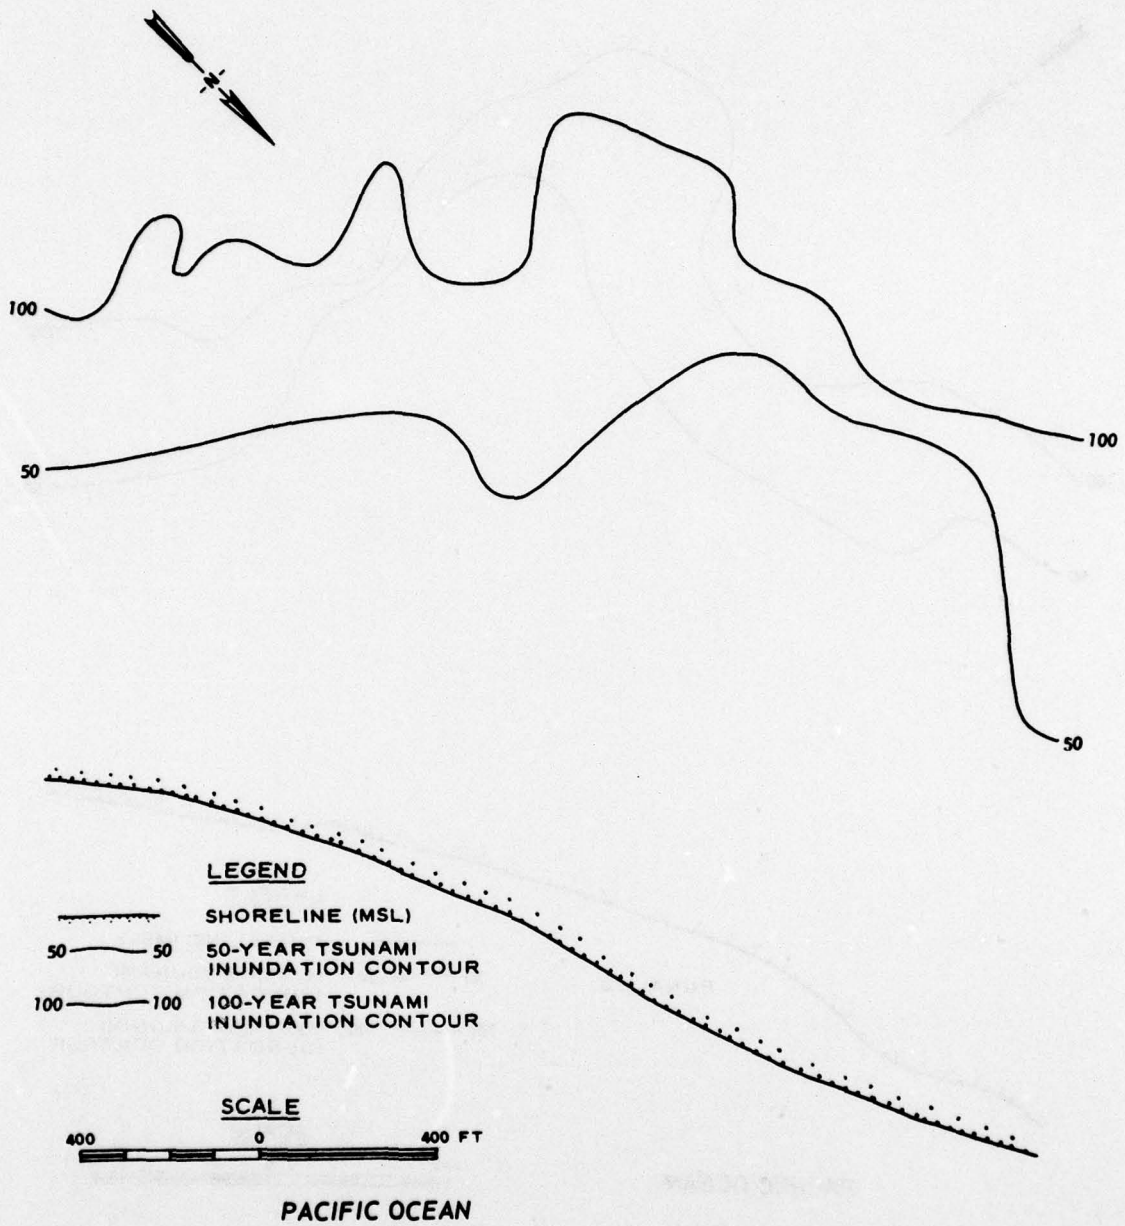 N
100
100
50
50
LEGEND
SHORELINE (MSL)
50 50 50-YEAR TSUNAMI
INUNDATION CONTOUR
100 100 100-YEAR TSUNAMI
INUNDATION CONTOUR
SCALE
400 0 400 FT
PACIFIC OCEAN